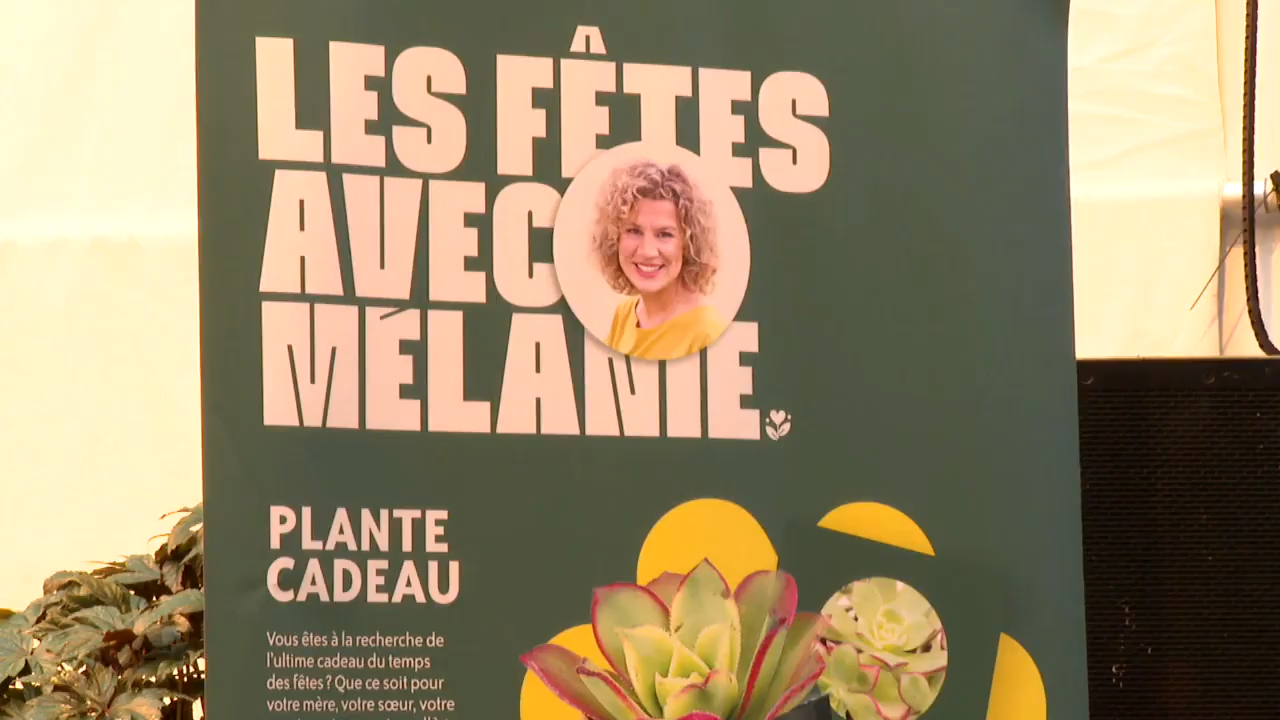 LES FÊTES
AVEC
MÉLANIE
PLANTE
CADEAU
Vous êtes à la recherche de
l'ultime cadeau du temps
des fêtes ? Que ce soit pour
votre mère, votre sœur, votre